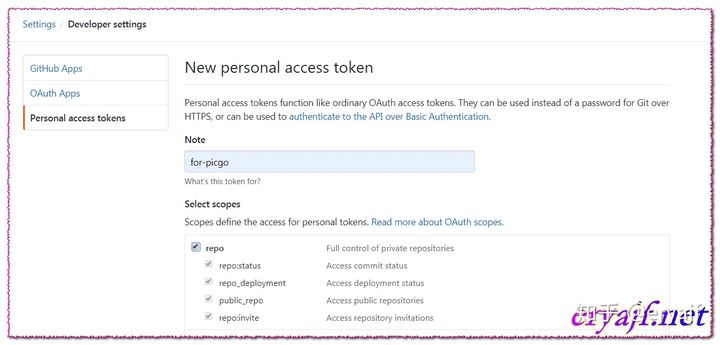 Settings / Developer settings
GitHub Apps
OAuth Apps
Personal access tokens
New personal access token
Personal access tokens function like ordinary OAuth access tokens. They can be used instead of a password for Git over
HTTPS, or can be used to authenticate to the API over Basic Authentication.
Note
for-picgo
What's this token for?
Select scopes
Scopes define the access for personal tokens. Read more about OAuth scopes.
repo Full control of private repositories
repo:status Access commit status
repo_deployment Access deployment status
public_repo Access public repositories
repo:invite Access repository invitations
知乎 @eryajf
eryajf.net